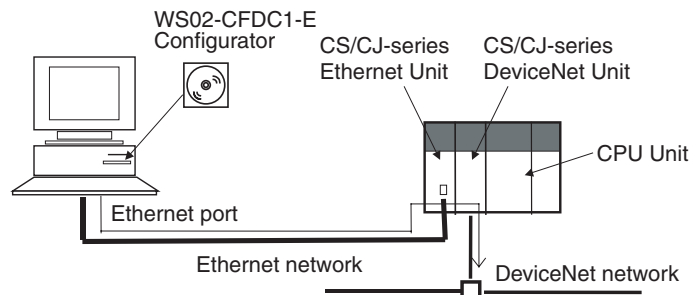 WS02-CFDC1-E
Configurator
CS/CJ-series
Ethernet Unit
CS/CJ-series
DeviceNet Unit
CPU Unit
Ethernet port
Ethernet network
DeviceNet network